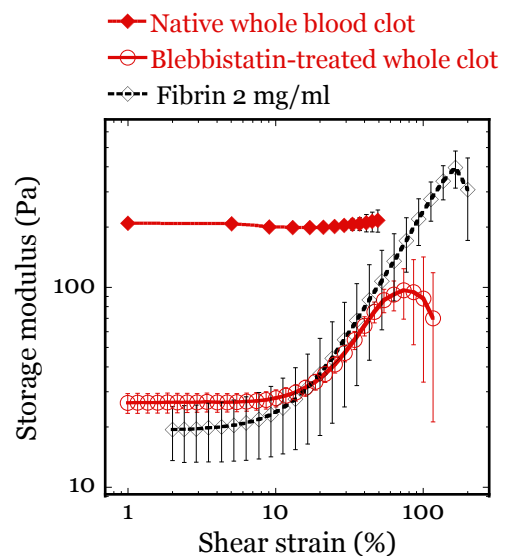 Native whole blood clot
Blebbistatin-treated whole clot
Fibrin 2 mg/ml
Storage modulus (Pa)
100
10
1
10
100
Shear strain (%)